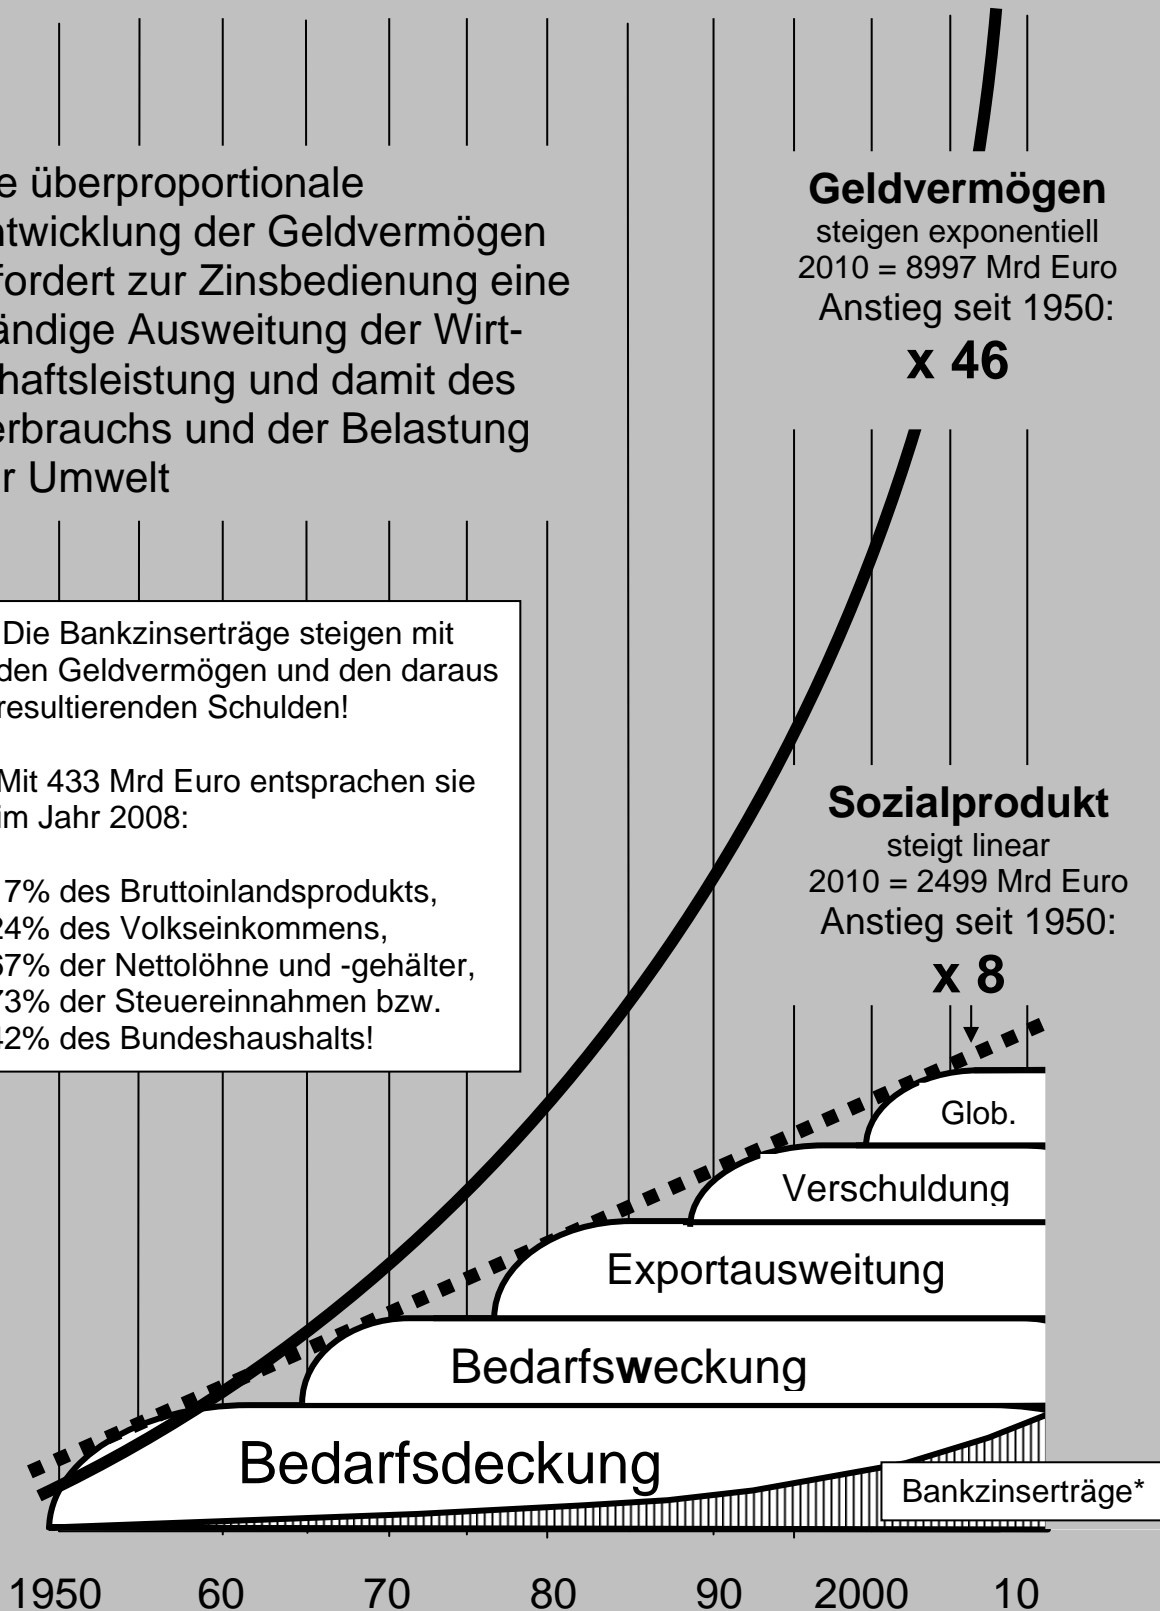 e überproportionale
ntwicklung der Geldvermögen
fordert zur Zinsbedienung eine
ändige Ausweitung der Wirt-
haftsleistung und damit des
erbrauchs und der Belastung
r Umwelt
Geldvermögen
steigen exponentiell
2010 = 8997 Mrd Euro
Anstieg seit 1950:
x 46
Die Bankzinserträge steigen mit
den Geldvermögen und den daraus
resultierenden Schulden!
Mit 433 Mrd Euro entsprachen sie
im Jahr 2008:
7% des Bruttoinlandsprodukts,
24% des Volkseinkommens,
67% der Nettolöhne und -gehälter,
73% der Steuereinnahmen bzw.
42% des Bundeshaushalts!
Sozialprodukt
steigt linear
2010 = 2499 Mrd Euro
Anstieg seit 1950:
x 8
Glob.
Verschuldung
Exportausweitung
Bedarfsweckung
Bedarfsdeckung
Bankzinserträge*
1950 60 70 80 90 2000 10